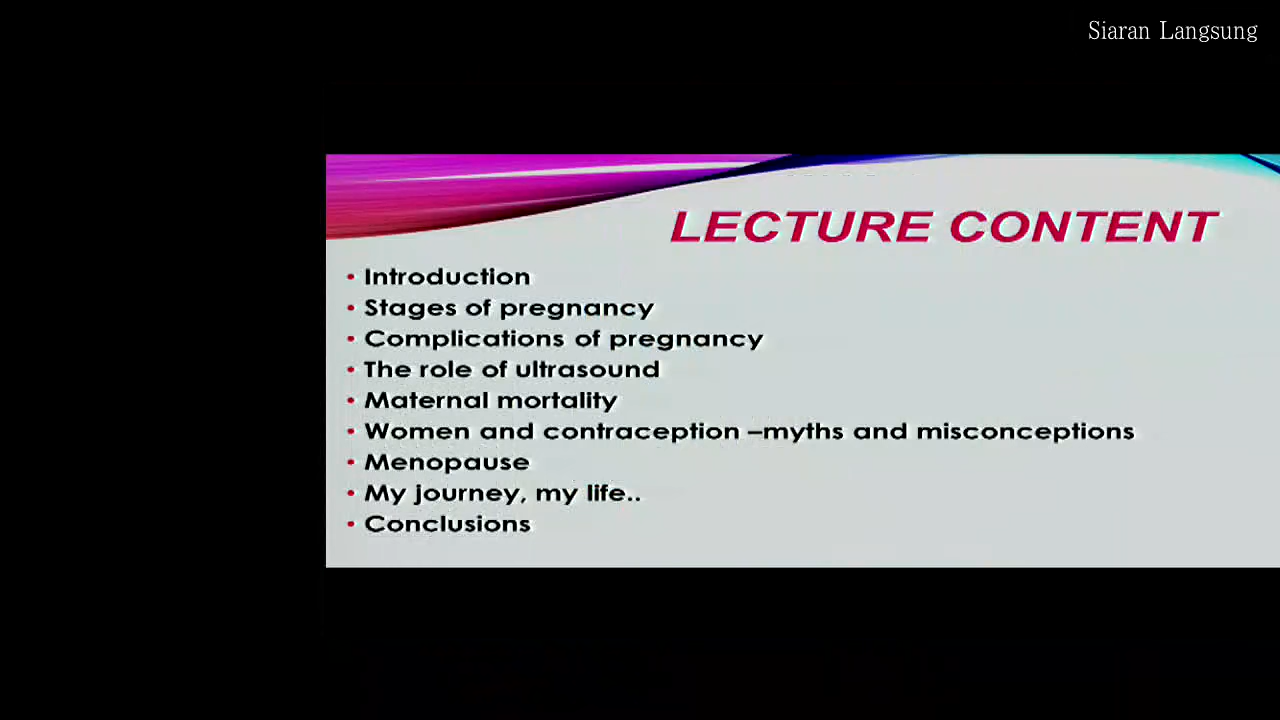 Siaran Langsung
LECTURE CONTENT
• Introduction
• Stages of pregnancy
• Complications of pregnancy
• The role of ultrasound
• Maternal mortality
• Women and contraception –myths and misconceptions
• Menopause
• My journey, my life..
• Conclusions